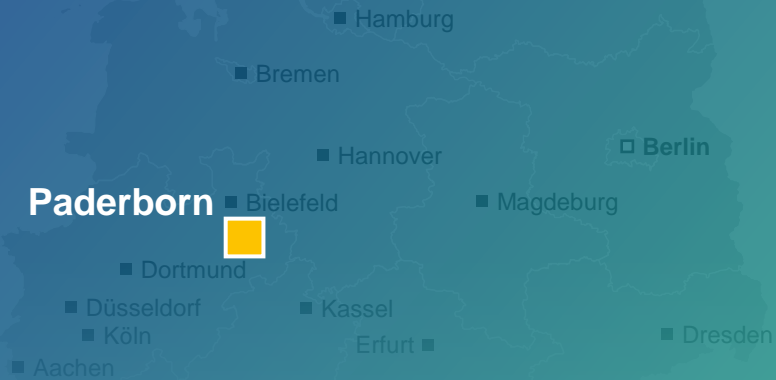 Hamburg
Bremen
Hannover
Berlin
Paderborn
Bielefeld
Magdeburg
Dortmund
Düsseldorf
Kassel
Köln
Erfurt
Dresden
Aachen